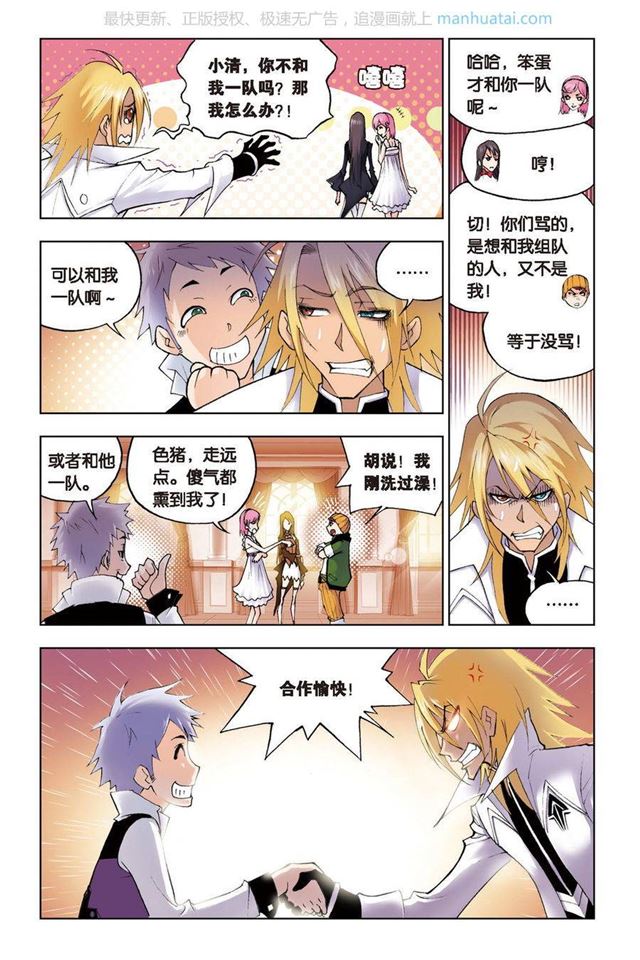 最快更新、正版授权、极速无广告，追漫画就上 manhuatai.com
小清，你不和
我一队吗？那
我怎么办？！
嘻嘻
可以和我
一队啊~
……
或者和他
一队。
色猪，走远
点。傻气都
熏到我了！
胡说！我
刚洗过澡！
哈哈，笨蛋
才和你一队
呢~
哼！
切！你们骂的，
是想和我组队
的人，又不是
我！
等于没骂！
……
合作愉快！